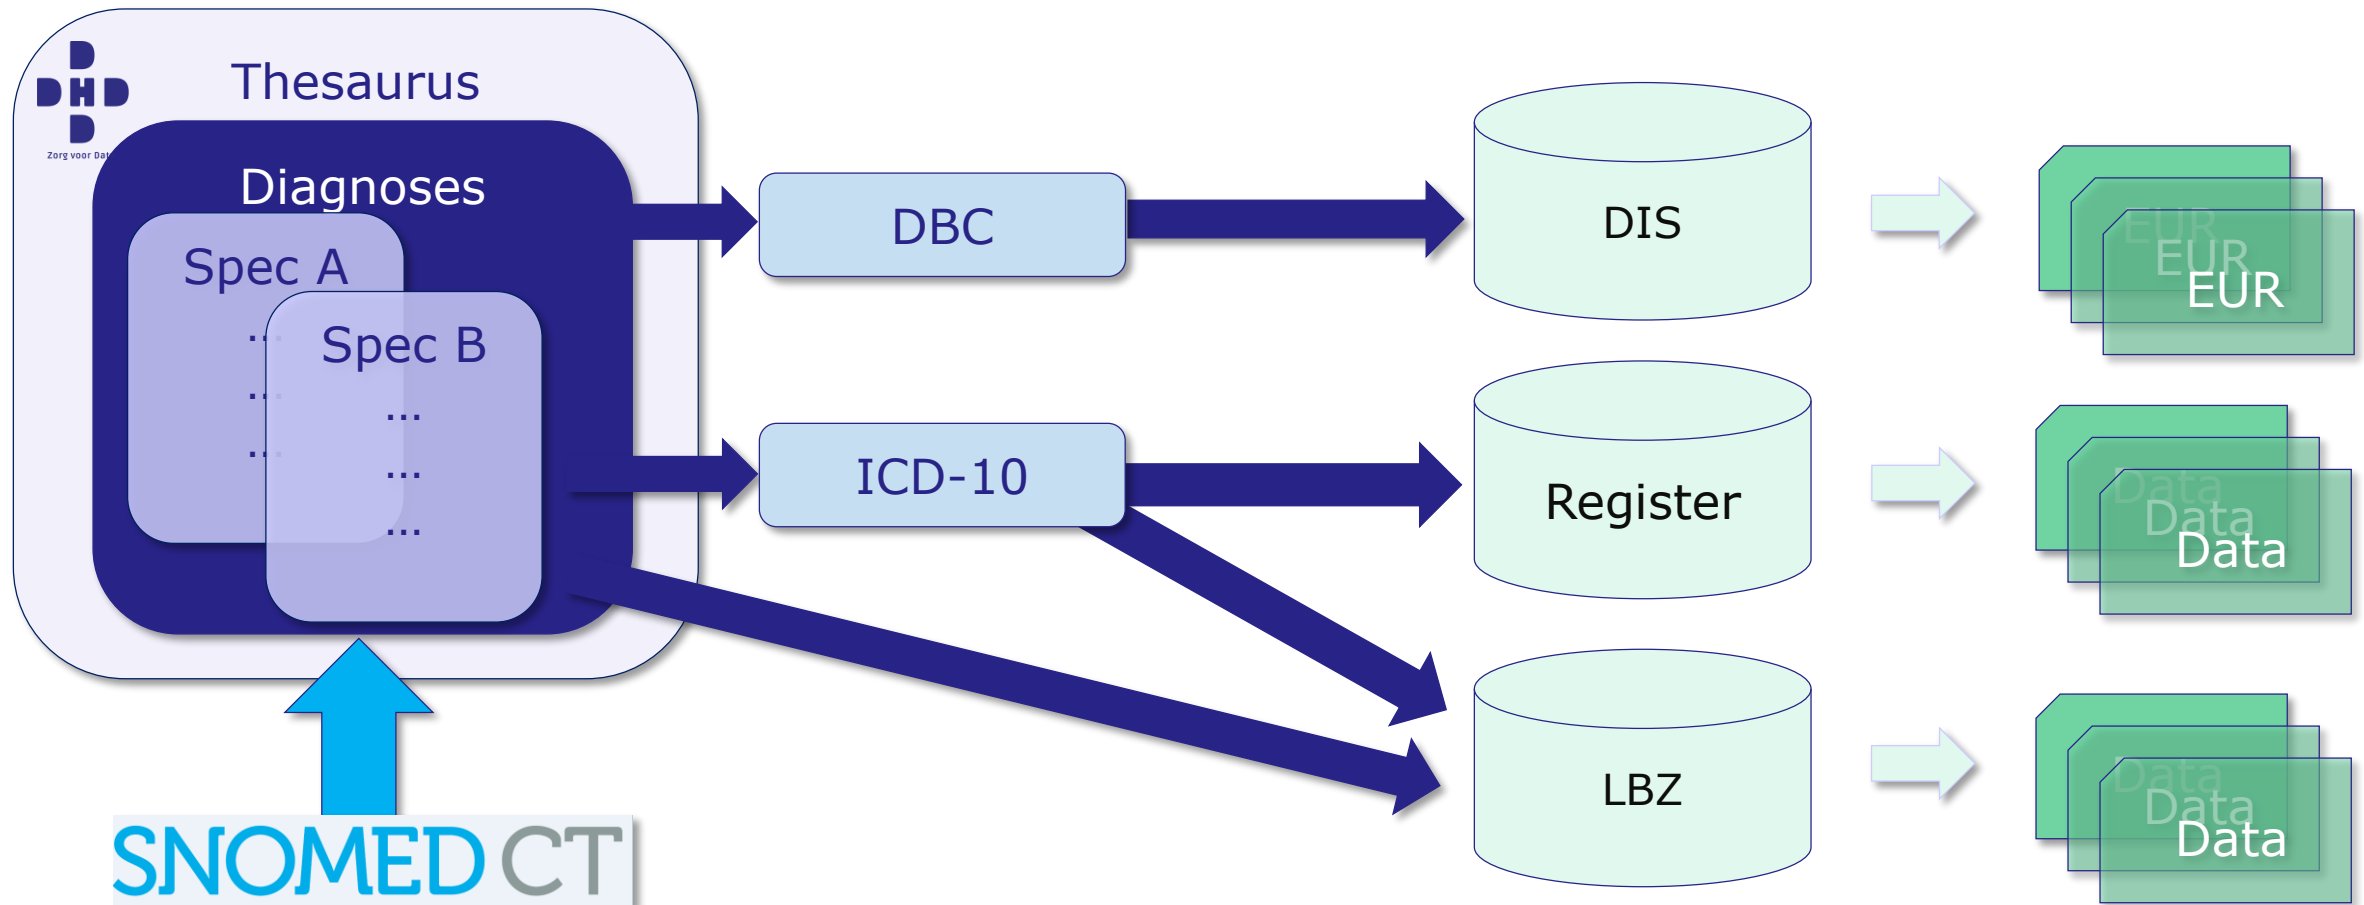 D
DHD
D
Zorg voor Dat
Thesaurus
Diagnoses
Spec A
...
...
...
Spec B
...
...
...
SNOMED CT
DBC
ICD-10
DIS
Register
LBZ
EUR
EUR
EUR
Data
Data
Data
Data
Data
Data